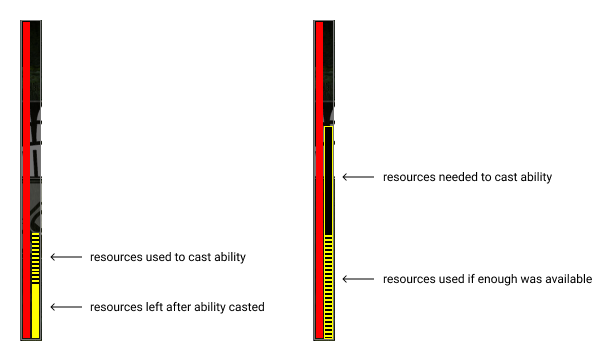 resources needed to cast ability
resources used to cast ability
resources used if enough was available
resources left after ability casted